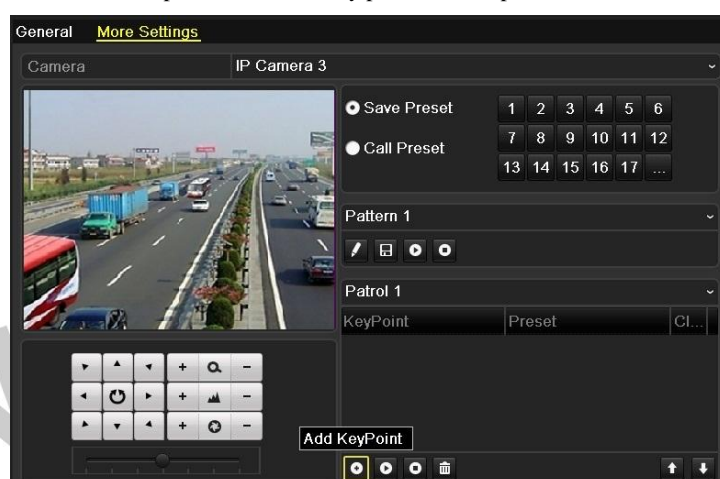 General More Settings
Camera IP Camera 3
Save Preset 1 2 3 4 5 6
Call Preset 7 8 9 10 11 12
13 14 15 16 17 ...
Pattern 1
Patrol 1
KeyPoint Preset Cl...
Add KeyPoint